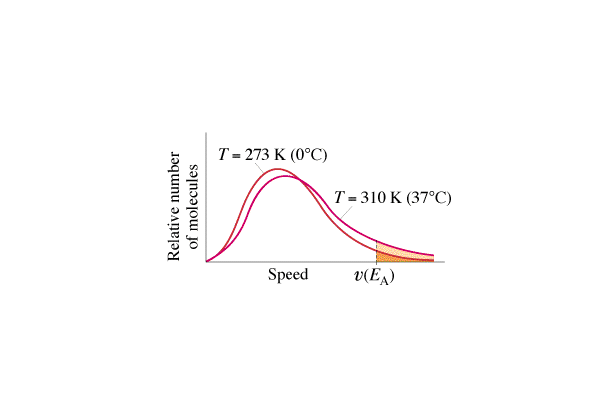 Relative number
of molecules
T = 273 K (0°C)
T = 310 K (37°C)
Speed
v(EA)